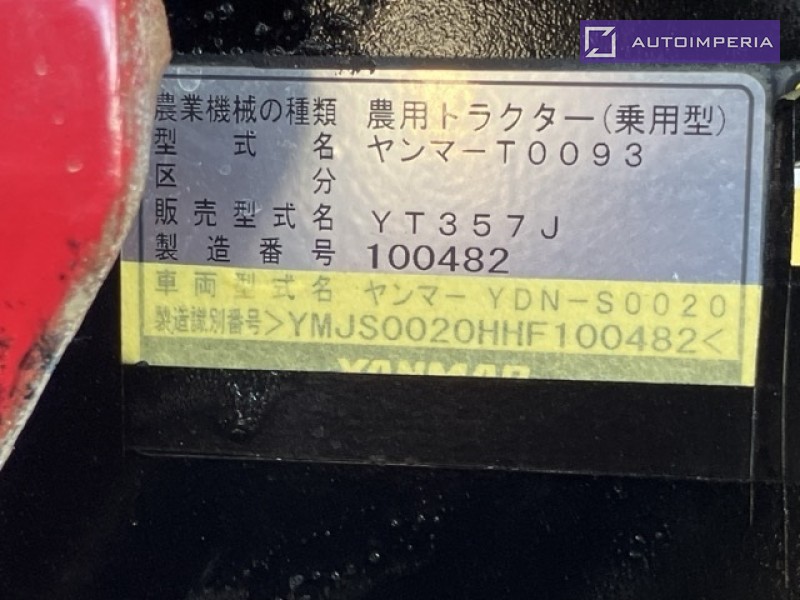 AUTOIMPERIA
農業機械の種類 農用トラクター(乗用型)
型式名 ヤンマーT0093
区分
販売型式名 YT357J
製造番号 100482
車両型式名 ヤンマー YDN-S0020
製造識別番号 >YMJS0020HHF100482<
YANMAR